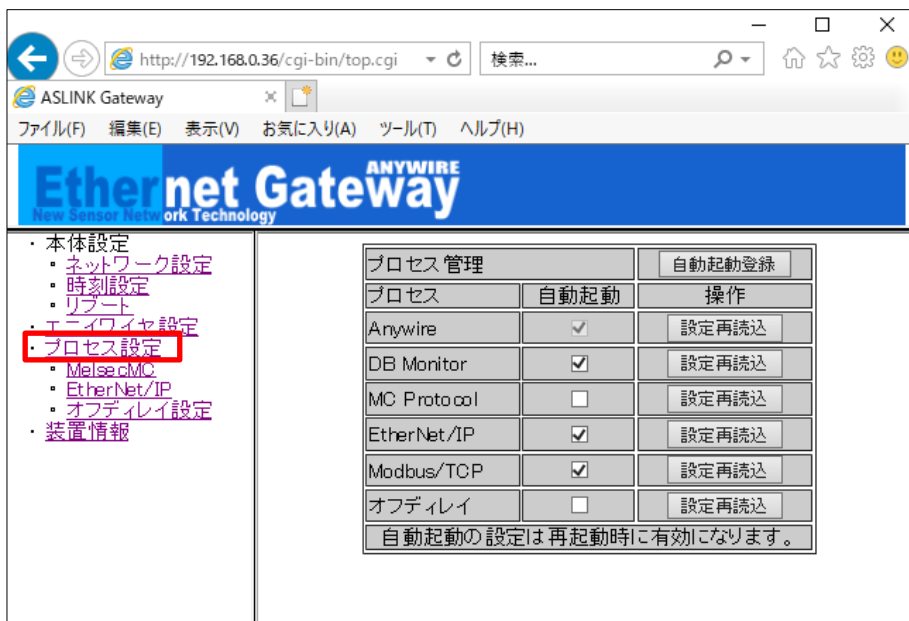 http://192.168.0.36/cgi-bin/top.cgi
検索...
ASLINK Gateway
ファイル(F) 編集(E) 表示(V) お気に入り(A) ツール(T) ヘルプ(H)
Ethernet Gateway
ANYWIRE
New Sensor Network Technology
・本体設定
・ネットワーク設定
・時刻設定
・リブート
・エニイワイヤ設定
・プロセス設定
・MelsecMC
・EtherNet/IP
・オフディレイ設定
・装置情報
プロセス管理 自動起動登録
プロセス 自動起動 操作
Anywire 設定再読込
DB Monitor 設定再読込
MC Protocol 設定再読込
EtherNet/IP 設定再読込
Modbus/TCP 設定再読込
オフディレイ 設定再読込
自動起動の設定は再起動時に有効になります。